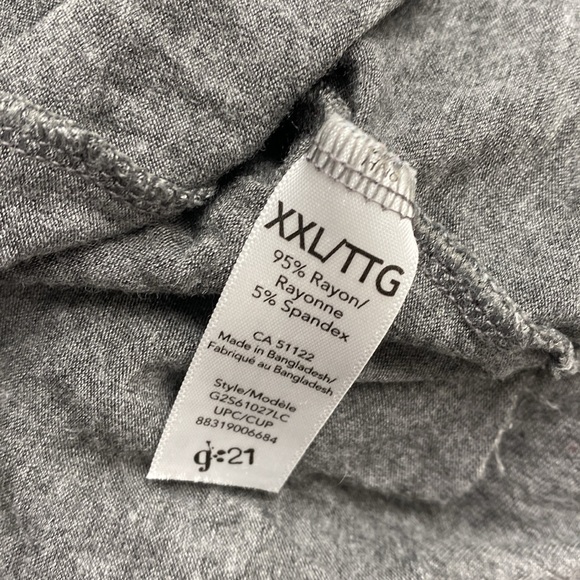 XXL/TTG
95% Rayon/
Rayonne
5% Spandex
CA 51122
Made in Bangladesh/
Fabriqué au Bangladesh
Style/Modèle
G2S61027LC
UPC/CUP
88319006684
g:21